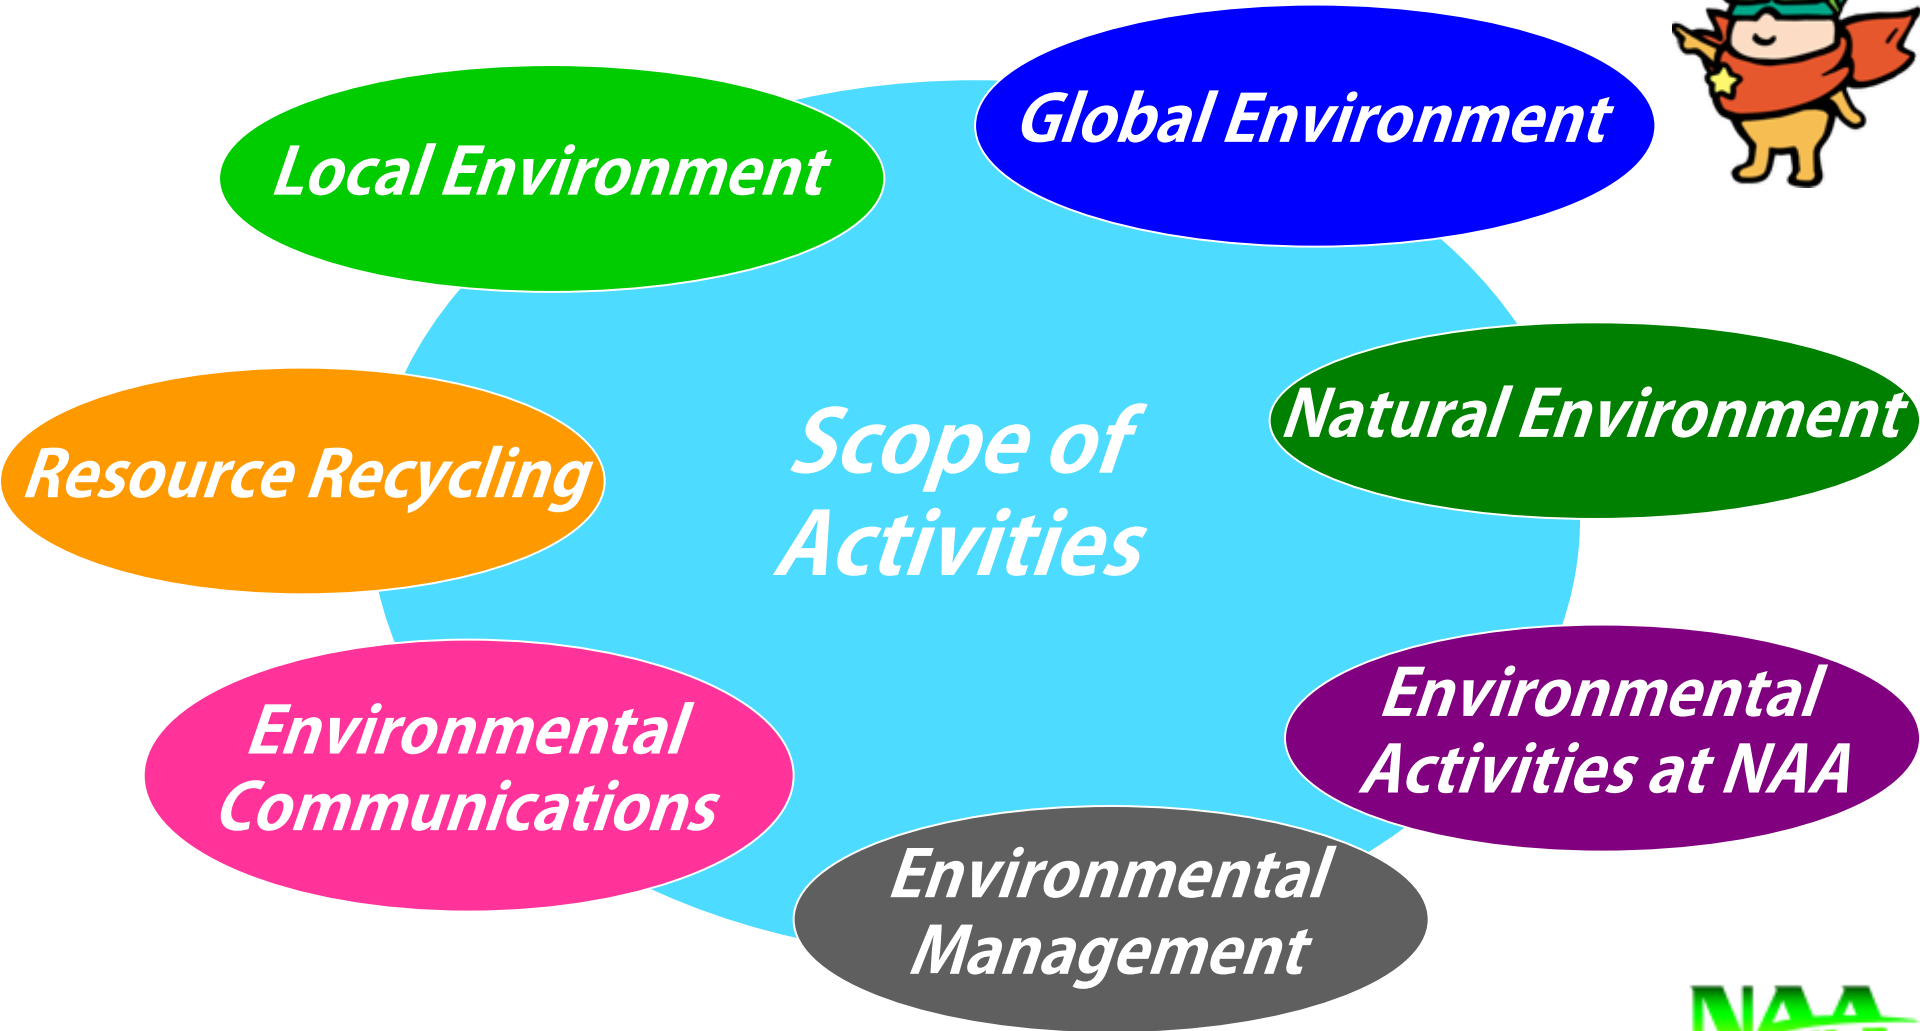 Global Environment
Local Environment
Natural Environment
Scope of
Activities
Resource Recycling
Environmental
Activities at NAA
Environmental
Communications
Environmental
Management
NAA